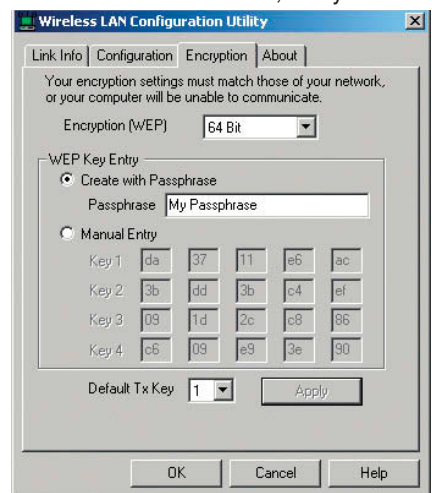 Wireless LAN Configuration Utility
Link Info Configuration Encryption About
Your encryption settings must match those of your network,
or your computer will be unable to communicate.
Encryption (WEP) 64 Bit
WEP Key Entry
Create with Passphrase
Passphrase My Passphrase
Manual Entry
Key 1 da 37 11 e6 ac
Key 2 3b dd 3b c4 ef
Key 3 09 1d 2c c8 86
Key 4 c6 09 e9 3e 90
Default Tx Key 1 Apply
OK Cancel Help